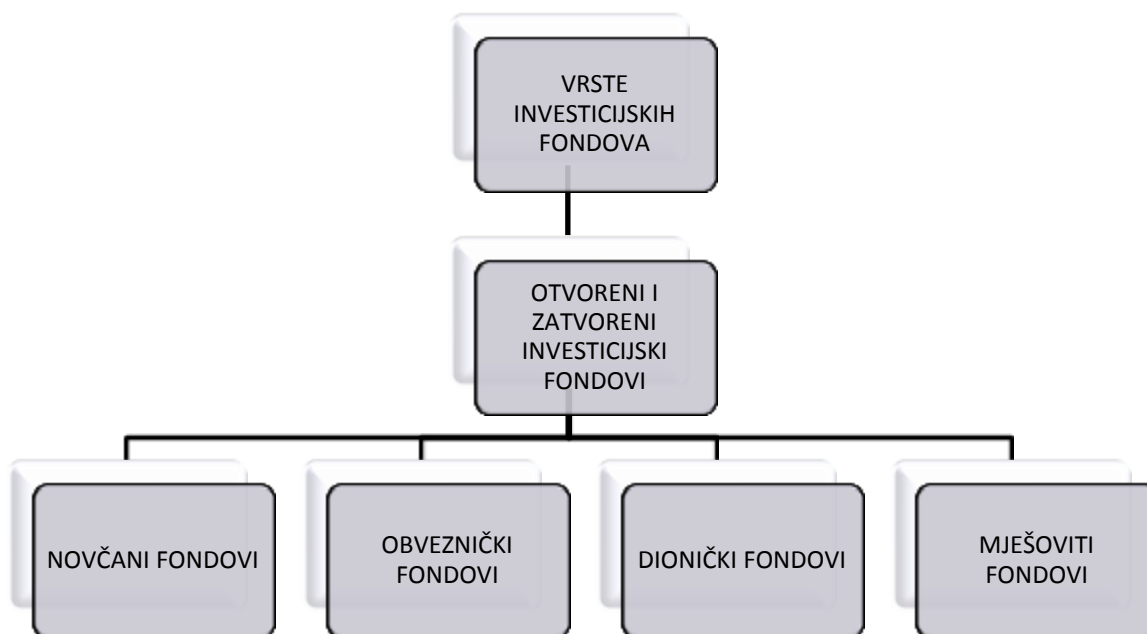 VRSTE
INVESTICIJSKIH
FONDOVA
OTVORENI I
ZATVORENI
INVESTICIJSKI
FONDOVI
NOVČANI FONDOVI
OBVEZNIČKI
FONDOVI
DIONIČKI FONDOVI
MJEŠOVITI
FONDOVI